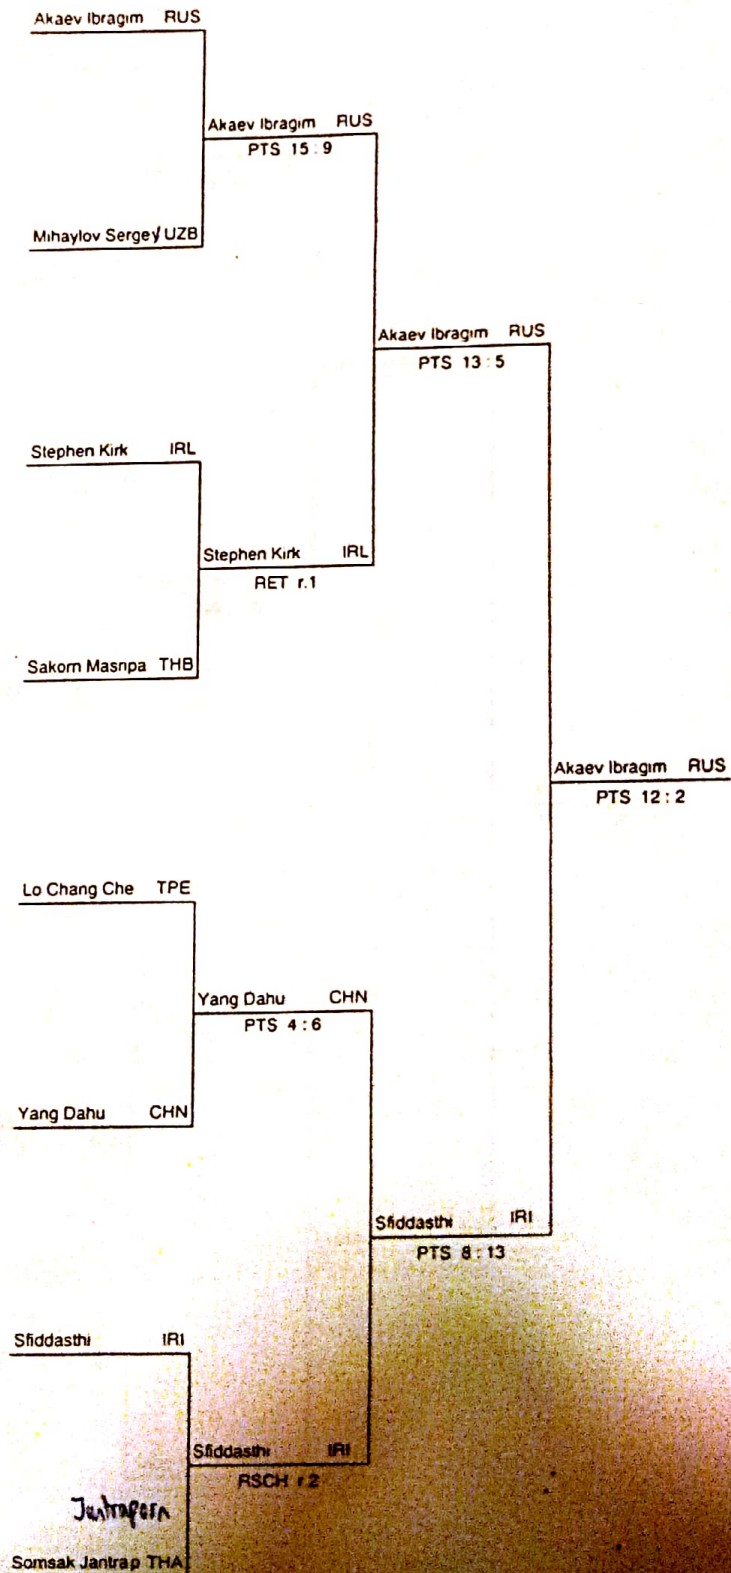 Akaev Ibragim RUS
Akaev Ibragim RUS
PTS 15 : 9
Mihaylov Sergey UZB
Akaev Ibragim RUS
PTS 13 : 5
Stephen Kirk IRL
Stephen Kirk IRL
RET r.1
Sakorn Masripa THB
Akaev Ibragim RUS
PTS 12 : 2
Lo Chang Che TPE
Yang Dahu CHN
PTS 4 : 6
Yang Dahu CHN
Sfiddasthi IRI
PTS 8 : 13
Sfiddasthi IRI
Sfiddasthi IRI
RSCH r.2
Jantraporn
Somsak Jantrap THA